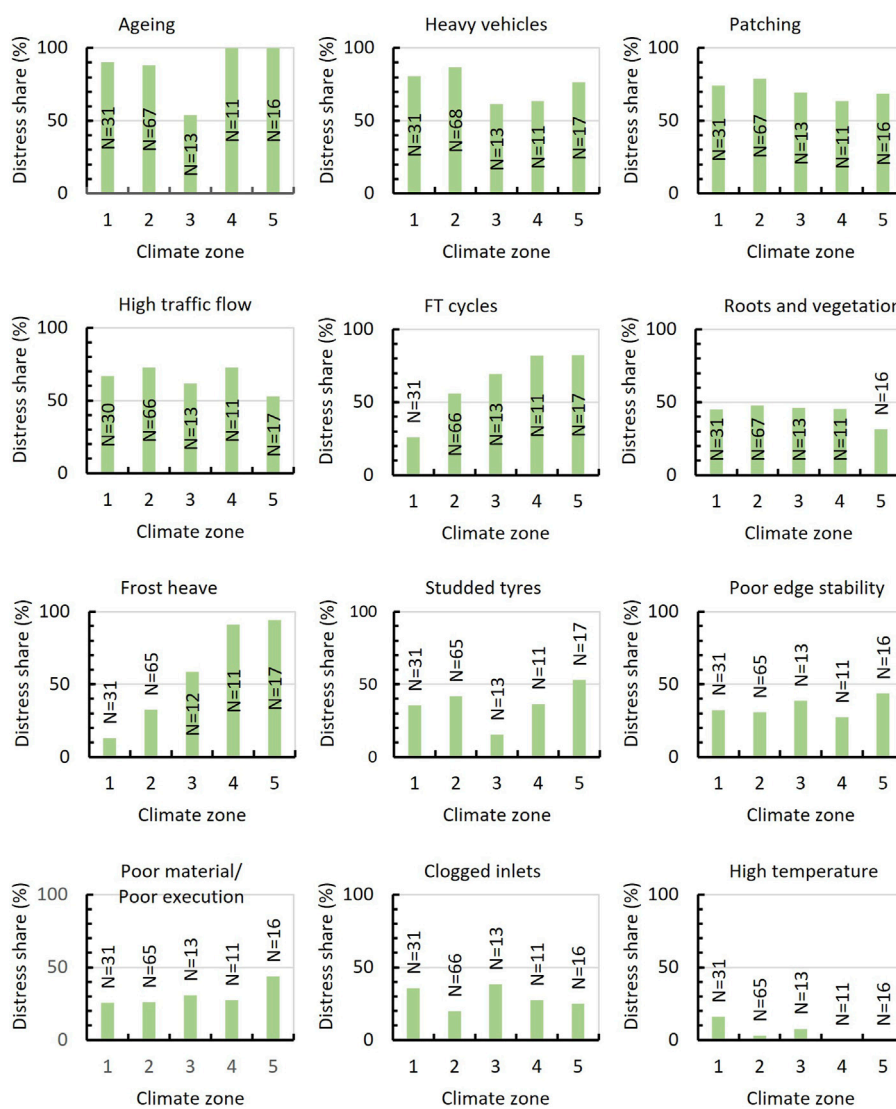 Ageing
Distress share (%)
100
50
0
N=31
N=67
N=13
N=11
N=16
1 2 3 4 5
Climate zone
Heavy vehicles
Distress share (%)
100
50
0
N=31
N=68
N=13
N=11
N=17
1 2 3 4 5
Climate zone
Patching
Distress share (%)
100
50
0
N=31
N=67
N=13
N=11
N=16
1 2 3 4 5
Climate zone
High traffic flow
Distress share (%)
100
50
0
N=30
N=66
N=13
N=11
N=17
1 2 3 4 5
Climate zone
FT cycles
Distress share (%)
100
50
0
N=31
N=66
N=13
N=11
N=17
1 2 3 4 5
Climate zone
Roots and vegetation
Distress share (%)
100
50
0
N=31
N=67
N=13
N=11
N=16
1 2 3 4 5
Climate zone
Frost heave
Distress share (%)
100
50
0
N=31
N=65
N=12
N=11
N=17
1 2 3 4 5
Climate zone
Studded tyres
Distress share (%)
100
50
0
N=31
N=65
N=13
N=11
N=17
1 2 3 4 5
Climate zone
Poor edge stability
Distress share (%)
100
50
0
N=31
N=65
N=13
N=11
N=16
1 2 3 4 5
Climate zone
Poor material/
Poor execution
Distress share (%)
100
50
0
N=31
N=65
N=13
N=11
N=16
1 2 3 4 5
Climate zone
Clogged inlets
Distress share (%)
100
50
0
N=31
N=66
N=13
N=11
N=16
1 2 3 4 5
Climate zone
High temperature
Distress share (%)
100
50
0
N=31
N=65
N=13
N=11
N=16
1 2 3 4 5
Climate zone